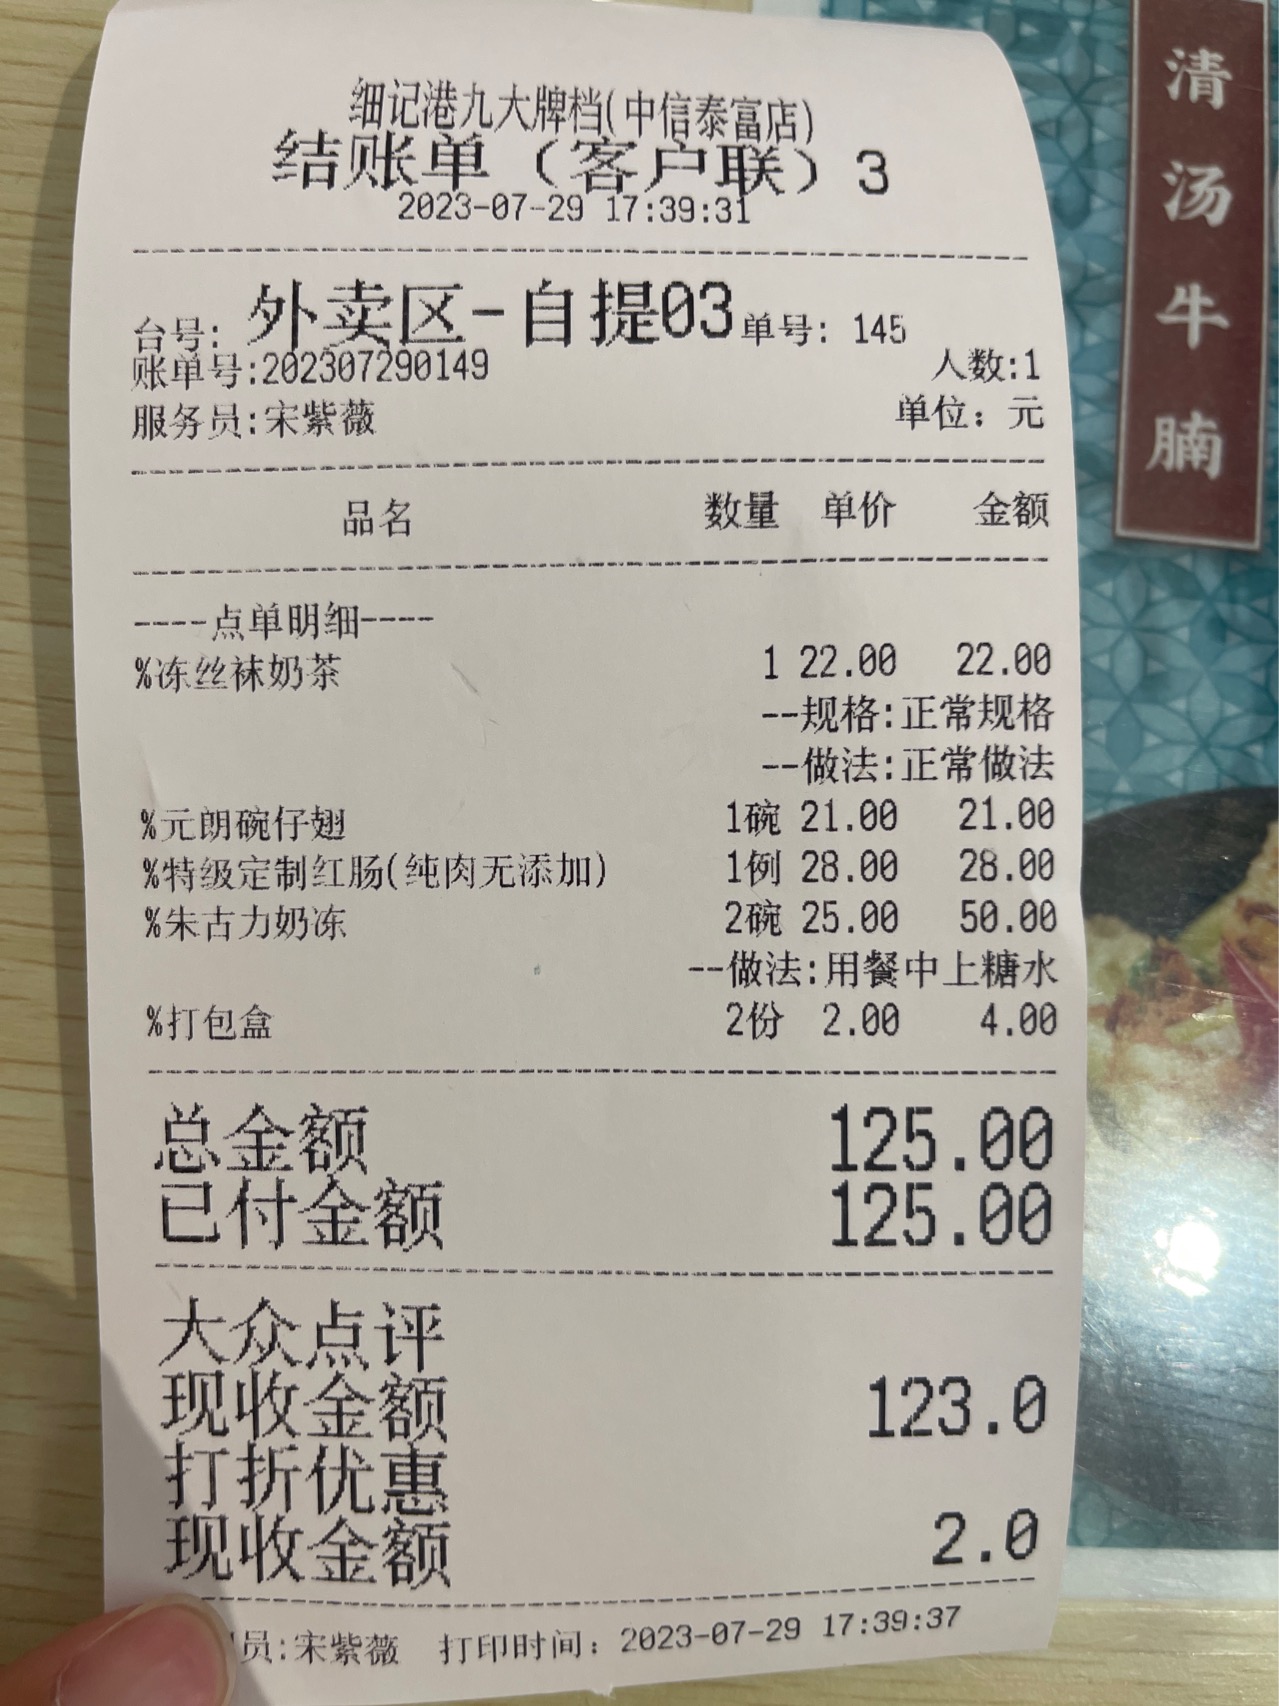 细记港九大牌档(中信泰富店)
结账单（客户联）3
2023-07-29 17:39:31
台号: 外卖区-自提03 单号: 145
账单号:202307290149 人数:1
服务员:宋紫薇 单位: 元
品名 数量 单价 金额
----点单明细----
%冻丝袜奶茶 1 22.00 22.00
--规格:正常规格
--做法:正常做法
%元朗碗仔翅 1碗 21.00 21.00
%特级定制红肠(纯肉无添加) 1例 28.00 28.00
%朱古力奶冻 2碗 25.00 50.00
--做法:用餐中上糖水
%打包盒 2份 2.00 4.00
总金额 125.00
已付金额 125.00
大众点评
现收金额 123.0
打折优惠
现收金额 2.0
员:宋紫薇 打印时间: 2023-07-29 17:39:37
清汤牛腩